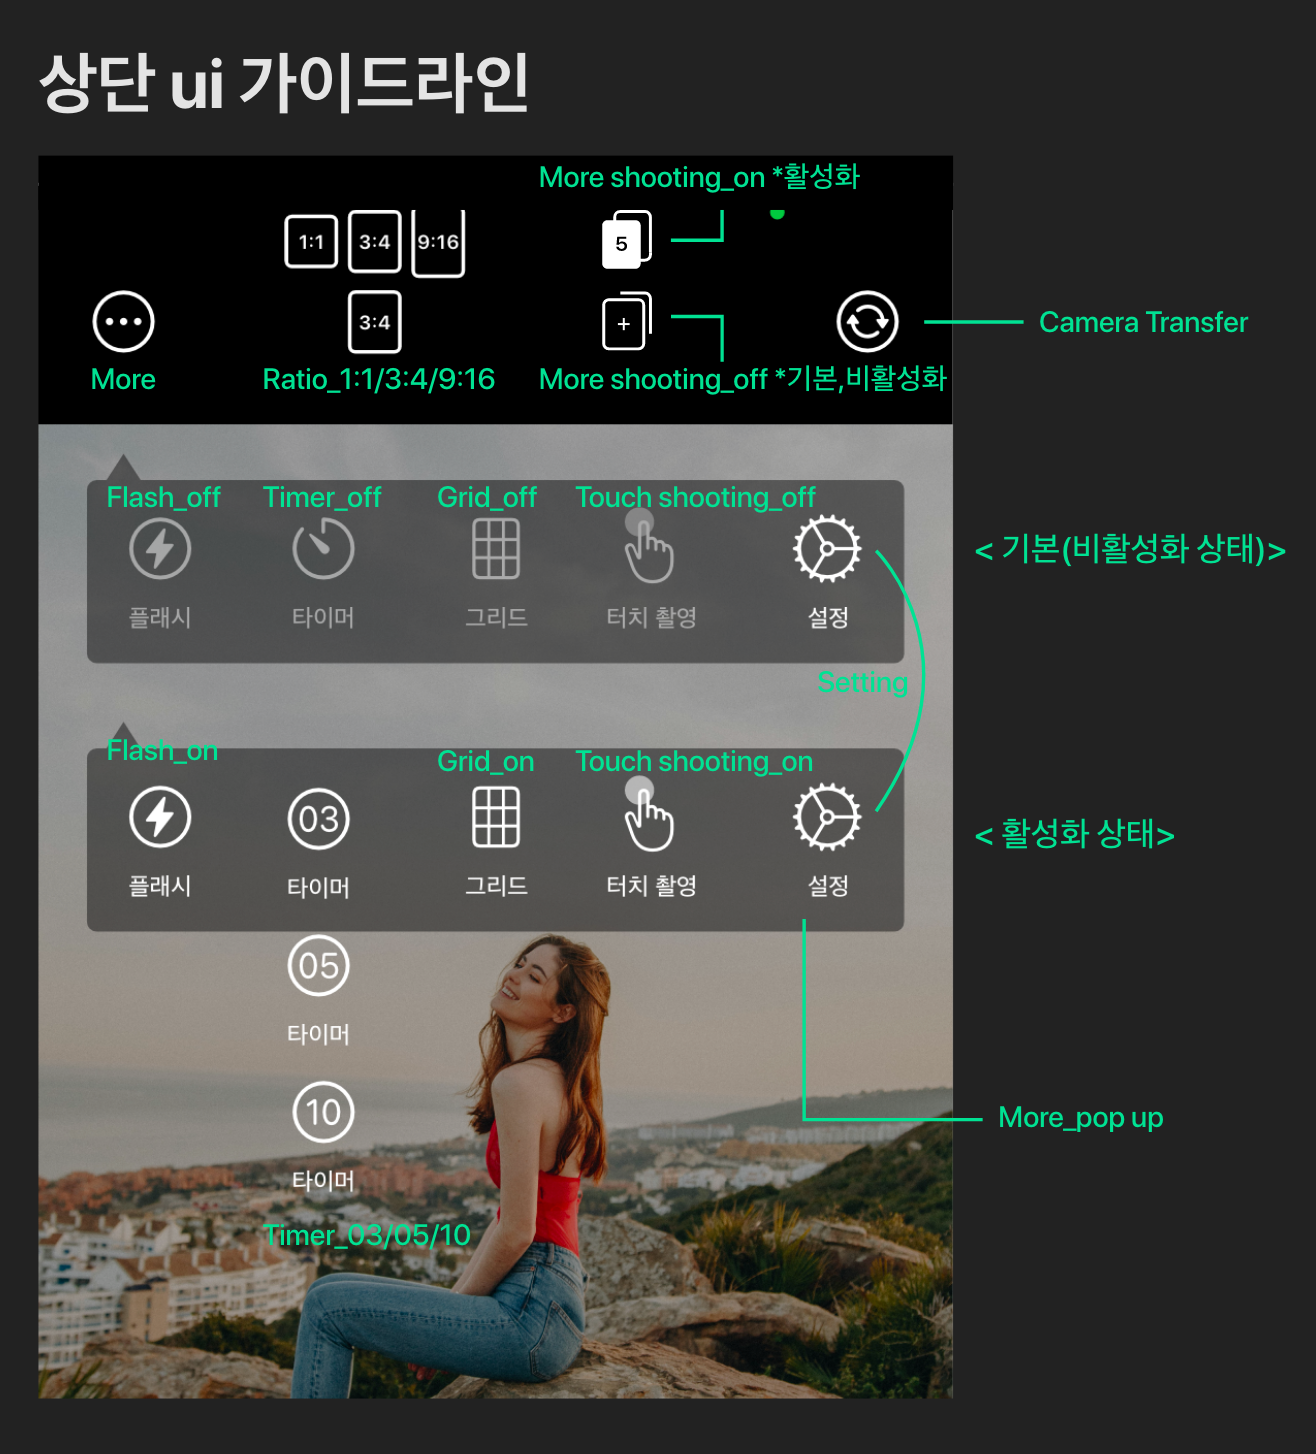 상단 ui 가이드라인
More shooting_on *활성화
1:1
3:4
9:16
5
3:4
+
Camera Transfer
More
Ratio_1:1/3:4/9:16
More shooting_off *기본,비활성화
Flash_off
Timer_off
Grid_off
Touch shooting_off
< 기본(비활성화 상태)>
플래시
타이머
그리드
터치 촬영
설정
Setting
Flash_on
Grid_on
Touch shooting_on
03
< 활성화 상태>
플래시
타이머
그리드
터치 촬영
설정
05
타이머
10
More_pop up
타이머
Timer_03/05/10